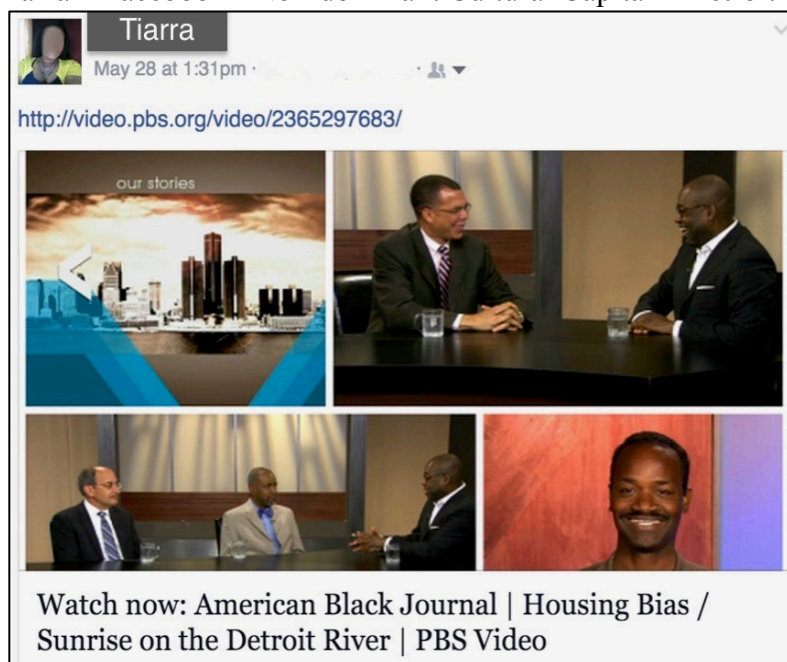 Tiarra
May 28 at 1:31pm ·
http://video.pbs.org/video/2365297683/
our stories
Watch now: American Black Journal | Housing Bias /
Sunrise on the Detroit River | PBS Video